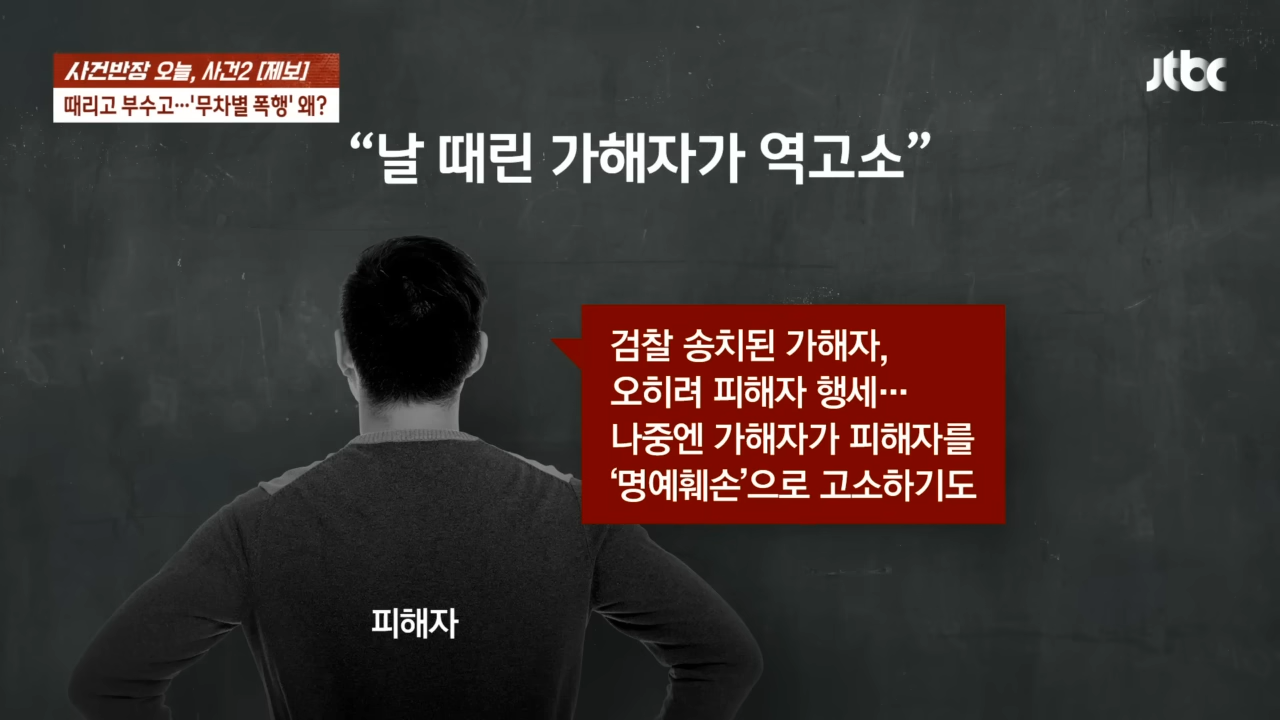 사건반장 오늘, 사건2 [제보]
때리고 부수고…'무차별 폭행' 왜?
jtbc
“날 때린 가해자가 역고소”
검찰 송치된 가해자,
오히려 피해자 행세…
나중엔 가해자가 피해자를
‘명예훼손’으로 고소하기도
피해자